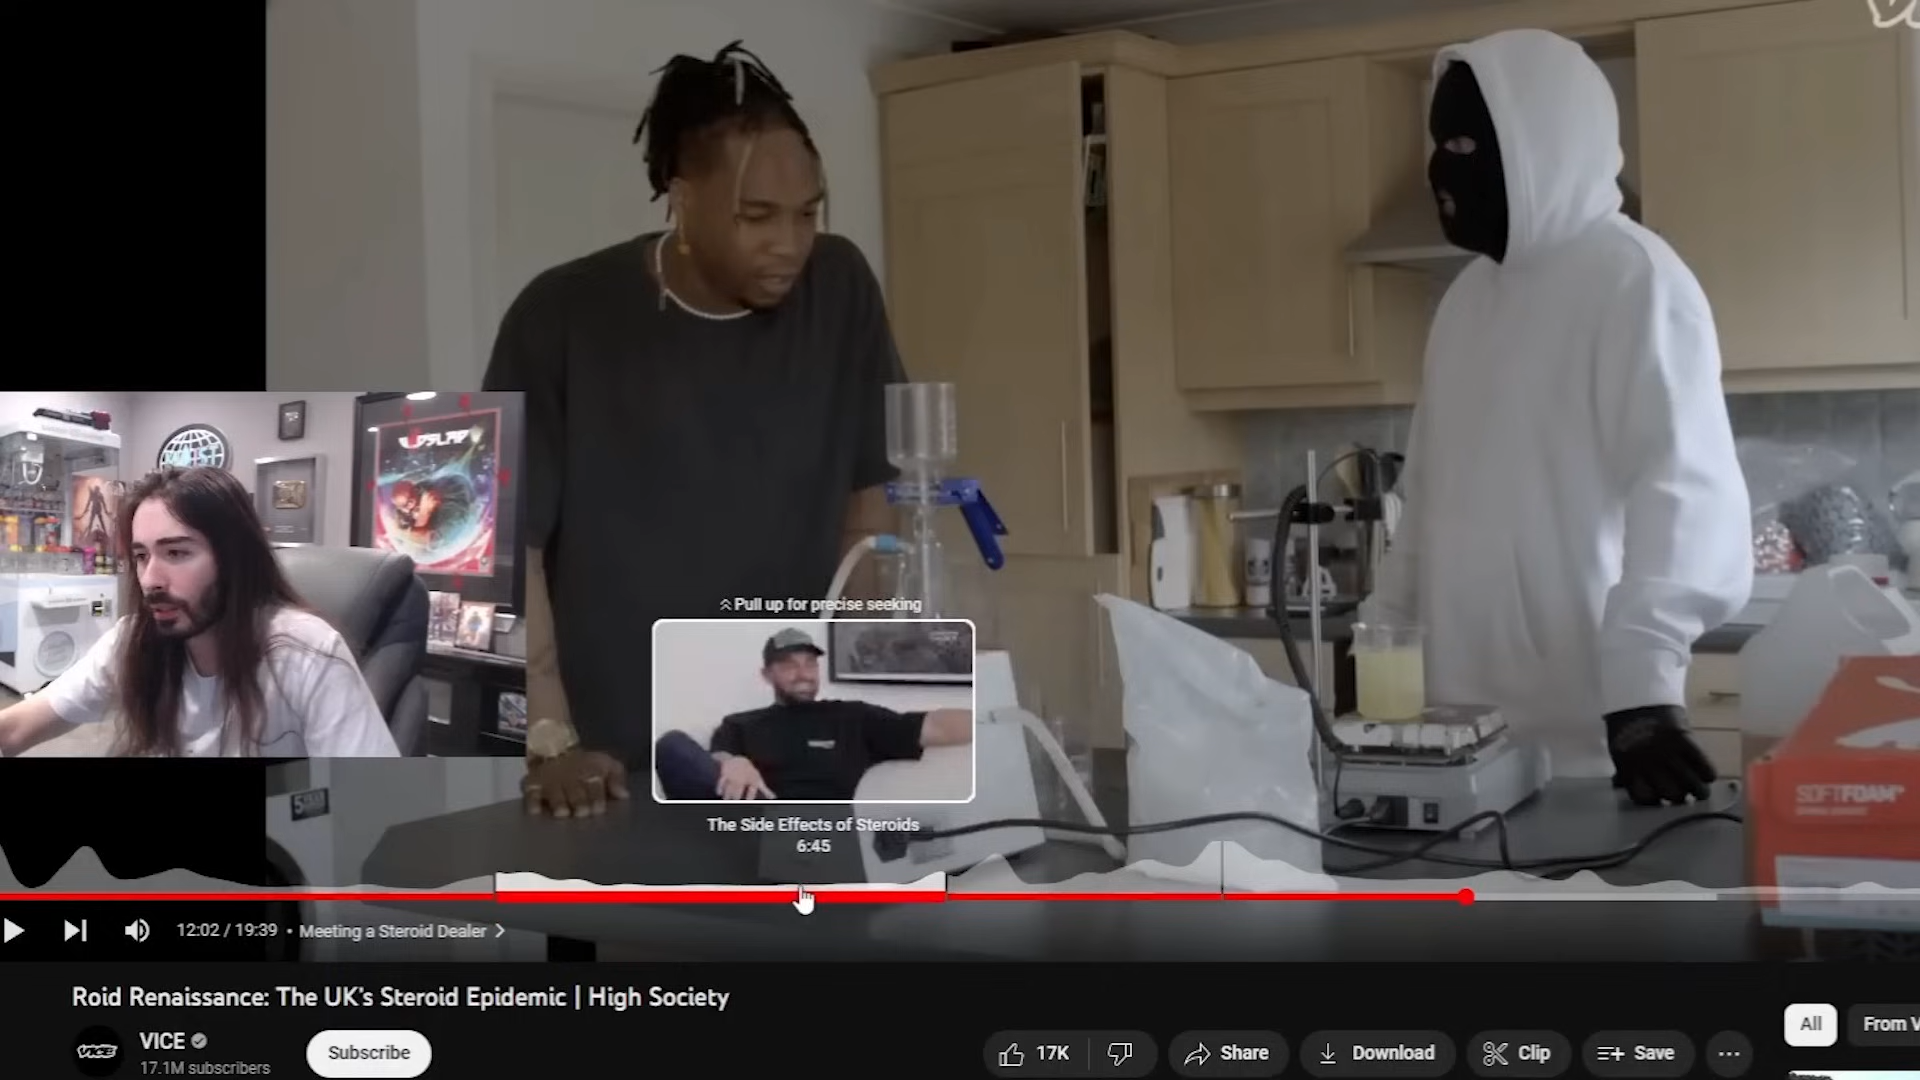 WIST
Pull up for precise seeking
The Side Effects of Steroids
6:45
SOFTFOAM
12:02 / 19:39 • Meeting a Steroid Dealer >
Roid Renaissance: The UK's Steroid Epidemic | High Society
VICE
VICE
17.1M subscribers
Subscribe
17K
Share
Download
Clip
Save
All
From V